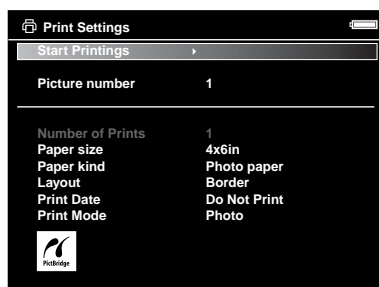 Print Settings
Start Printings
Picture number 1
Number of Prints 1
Paper size 4x6in
Paper kind Photo paper
Layout Border
Print Date Do Not Print
Print Mode Photo
PictBridge